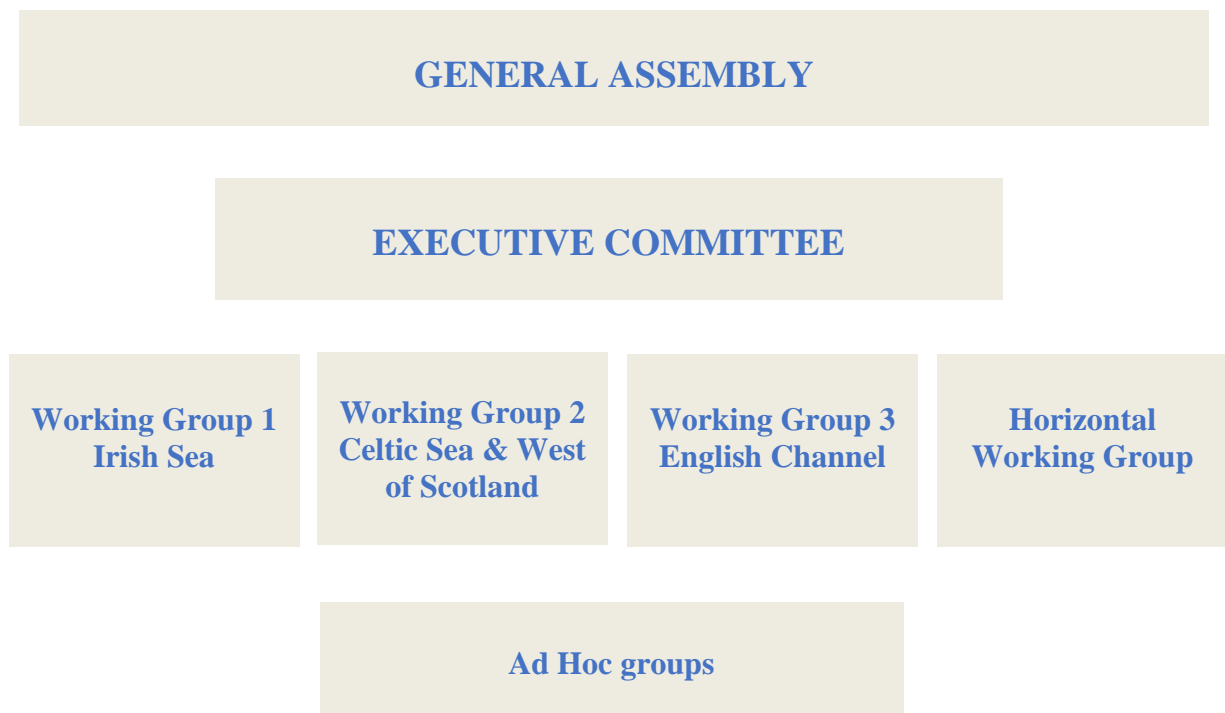 GENERAL ASSEMBLY
EXECUTIVE COMMITTEE
Working Group 1
Irish Sea
Working Group 2
Celtic Sea & West
of Scotland
Working Group 3
English Channel
Horizontal
Working Group
Ad Hoc groups